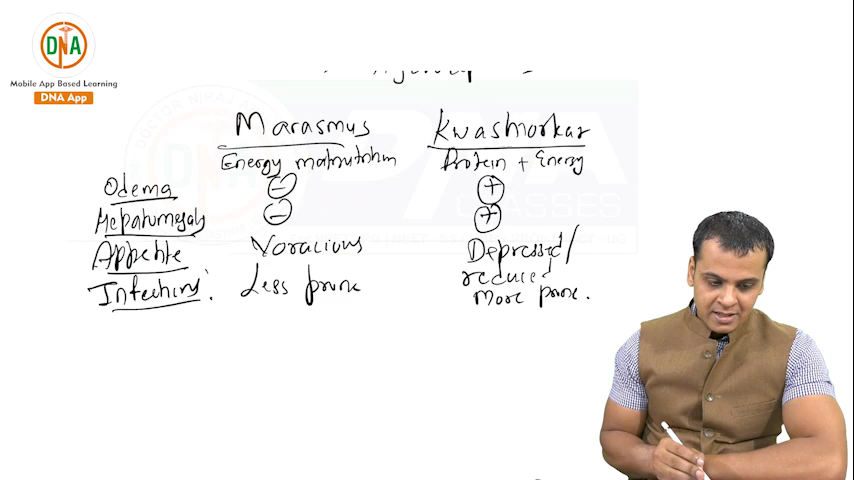 DNA
Mobile App Based Learning
DNA App
Marasmus Kwashiorkar
Energy malnutrition Protein + Energy
Odema - +
Hepatomegaly - +
Appetite Voracious Depressed/
reduced
Infections: Less prone More prone.
CLASSES